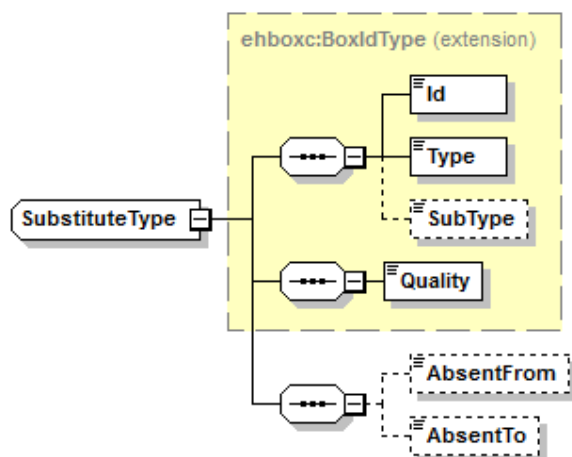 ehboxc:BoxIdType (extension)
Id
Type
SubType
SubstituteType
Quality
AbsentFrom
AbsentTo